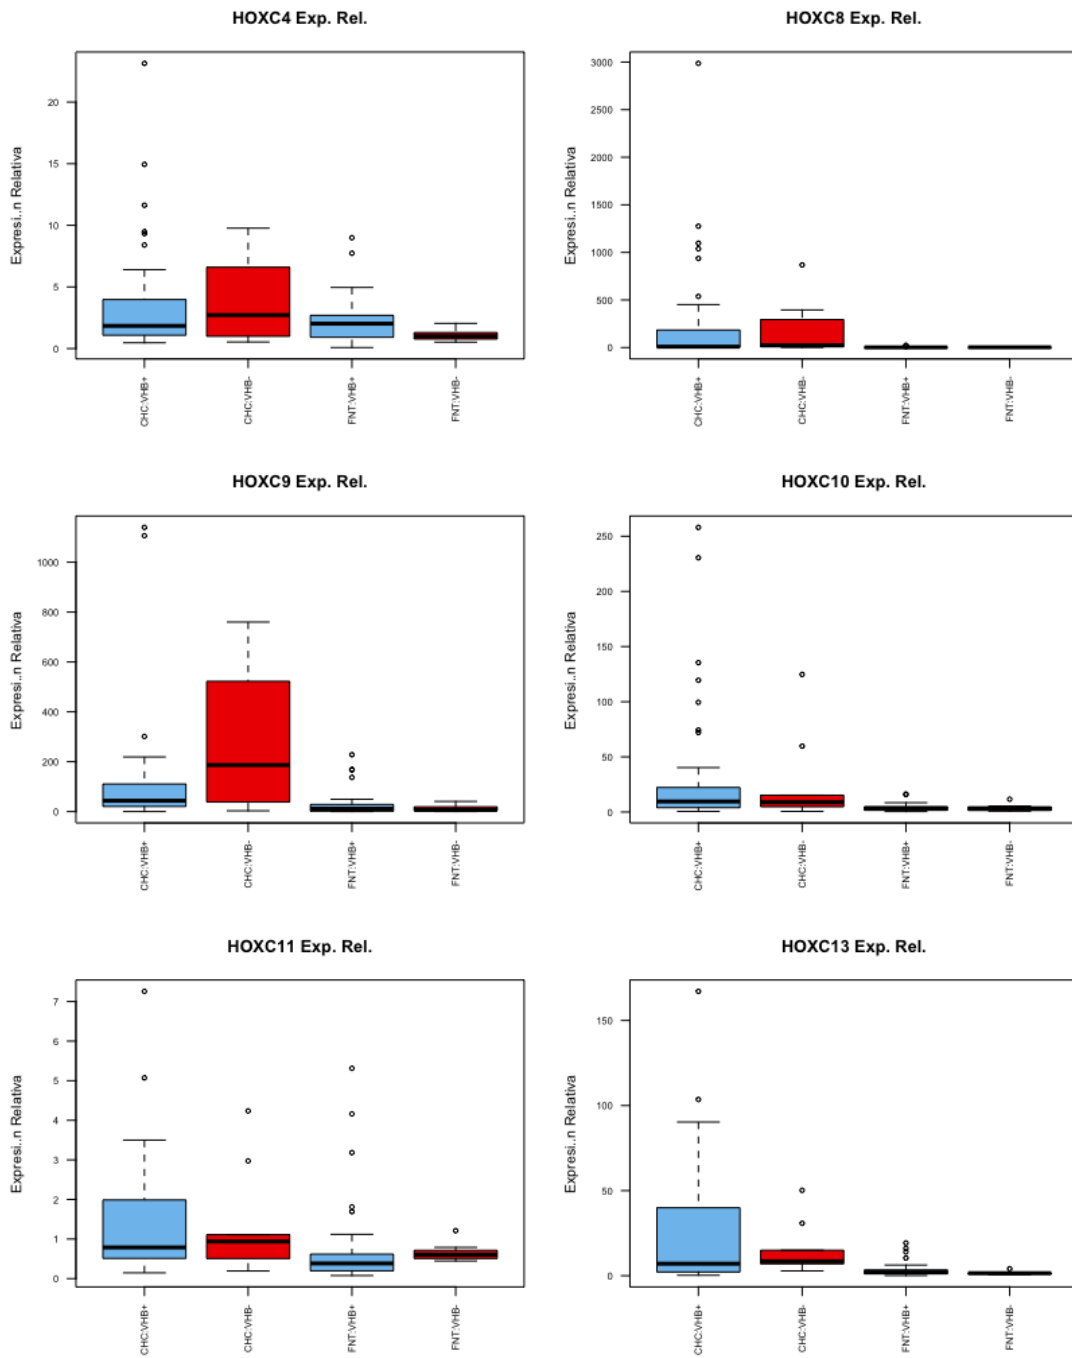 HOXC4 Exp. Rel.
Expresi..n Relativa
20
15
10
5
0
CHC:VHB+
CHC:VHB-
FNT:VHB+
FNT:VHB-
HOXC8 Exp. Rel.
Expresi..n Relativa
3000
2500
2000
1500
1000
500
0
CHC:VHB+
CHC:VHB-
FNT:VHB+
FNT:VHB-
HOXC9 Exp. Rel.
Expresi..n Relativa
1000
800
600
400
200
0
CHC:VHB+
CHC:VHB-
FNT:VHB+
FNT:VHB-
HOXC10 Exp. Rel.
Expresi..n Relativa
250
200
150
100
50
0
CHC:VHB+
CHC:VHB-
FNT:VHB+
FNT:VHB-
HOXC11 Exp. Rel.
Expresi..n Relativa
7
6
5
4
3
2
1
0
CHC:VHB+
CHC:VHB-
FNT:VHB+
FNT:VHB-
HOXC13 Exp. Rel.
Expresi..n Relativa
150
100
50
0
CHC:VHB+
CHC:VHB-
FNT:VHB+
FNT:VHB-